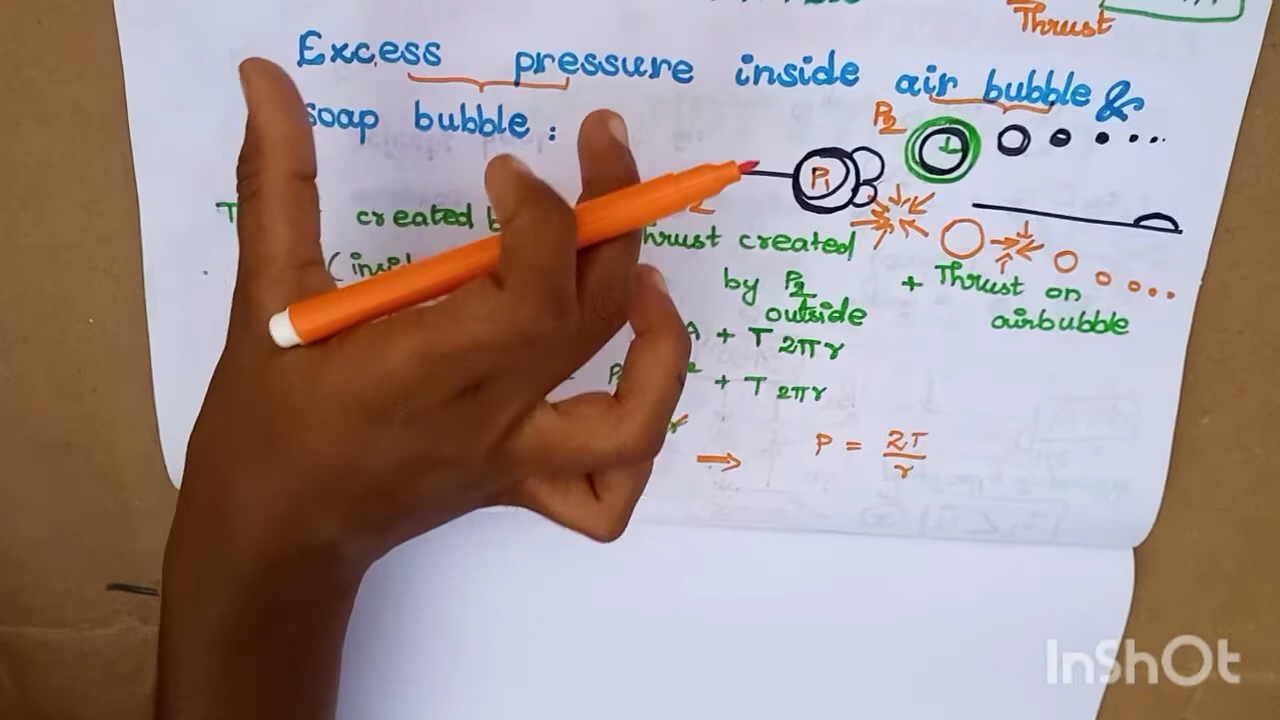 Thrust
Excess pressure inside air bubble &
soap bubble :
P2
P1
created
Thrust created
by P2
outside
+ Thrust on
airbubble
A + T 2πr
+ T 2πr
→ P = 2T/r
InShOt